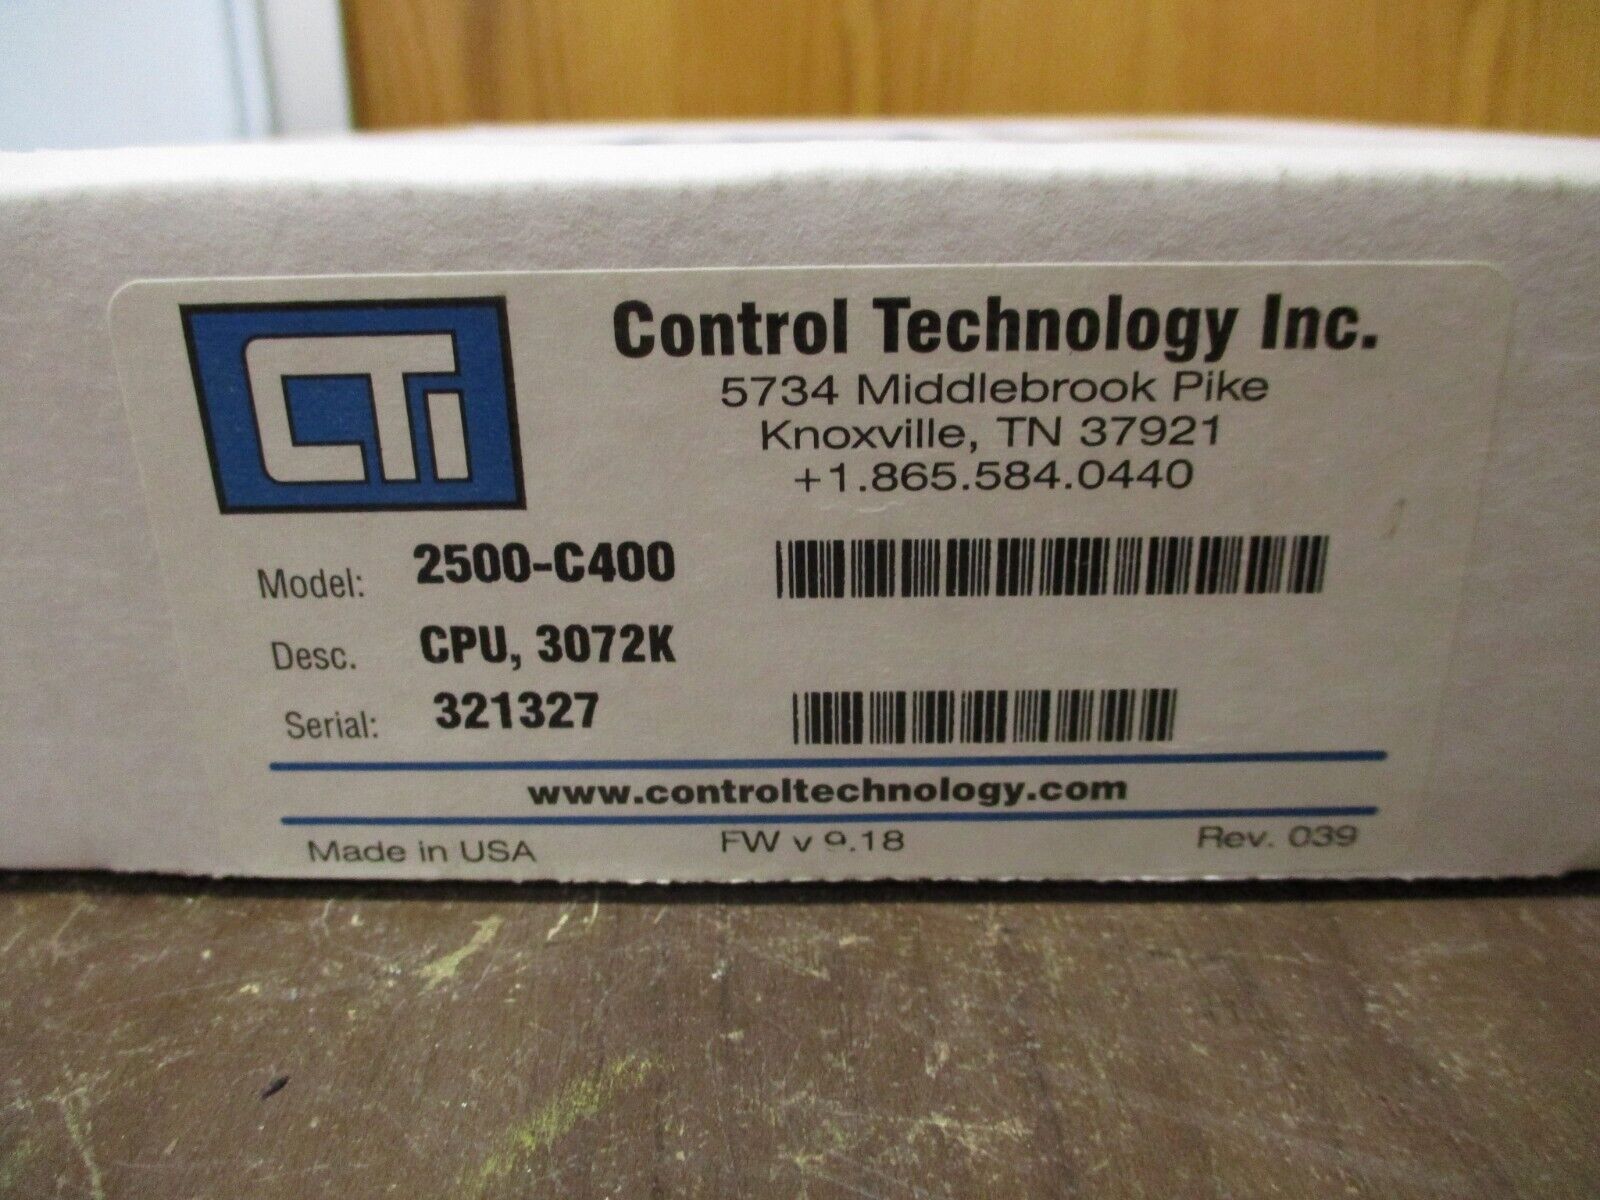 CTi
Control Technology Inc.
5734 Middlebrook Pike
Knoxville, TN 37921
+1.865.584.0440
Model: 2500-C400
Desc. CPU, 3072K
Serial: 321327
www.controltechnology.com
Made in USA FW v 9.18 Rev. 039